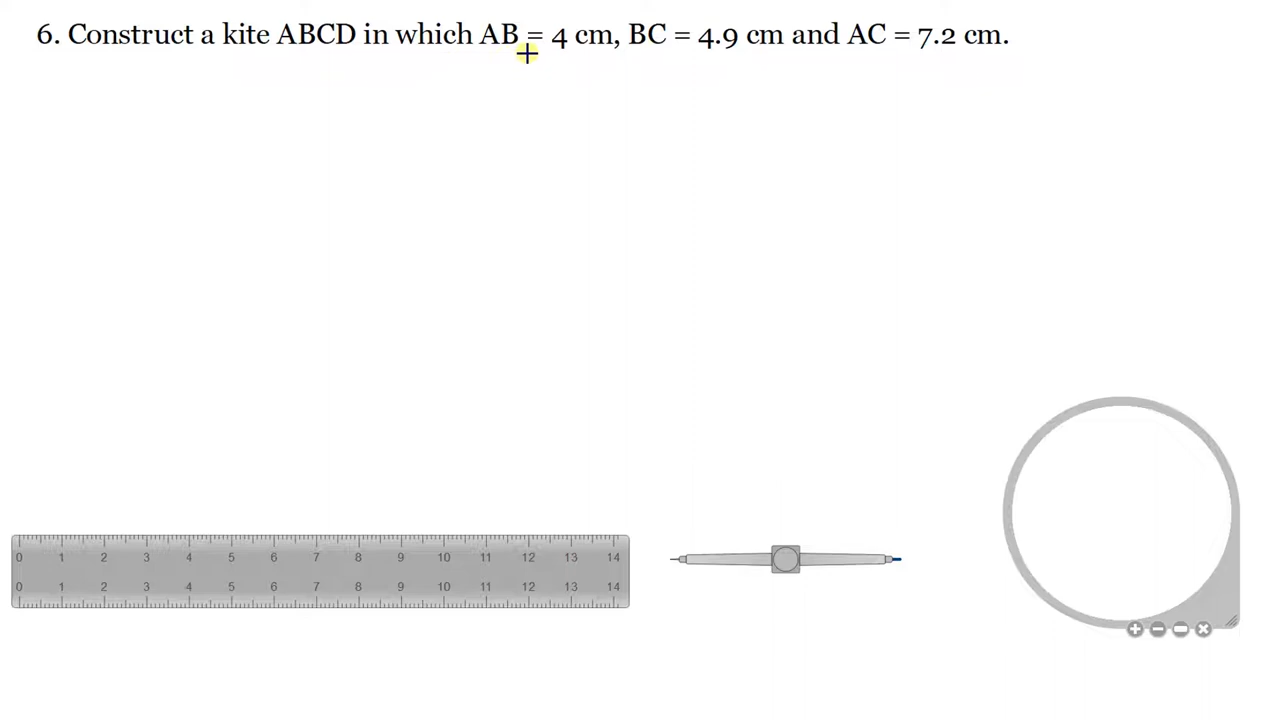 6. Construct a kite ABCD in which AB = 4 cm, BC = 4.9 cm and AC = 7.2 cm.
0 1 2 3 4 5 6 7 8 9 10 11 12 13 14
0 1 2 3 4 5 6 7 8 9 10 11 12 13 14